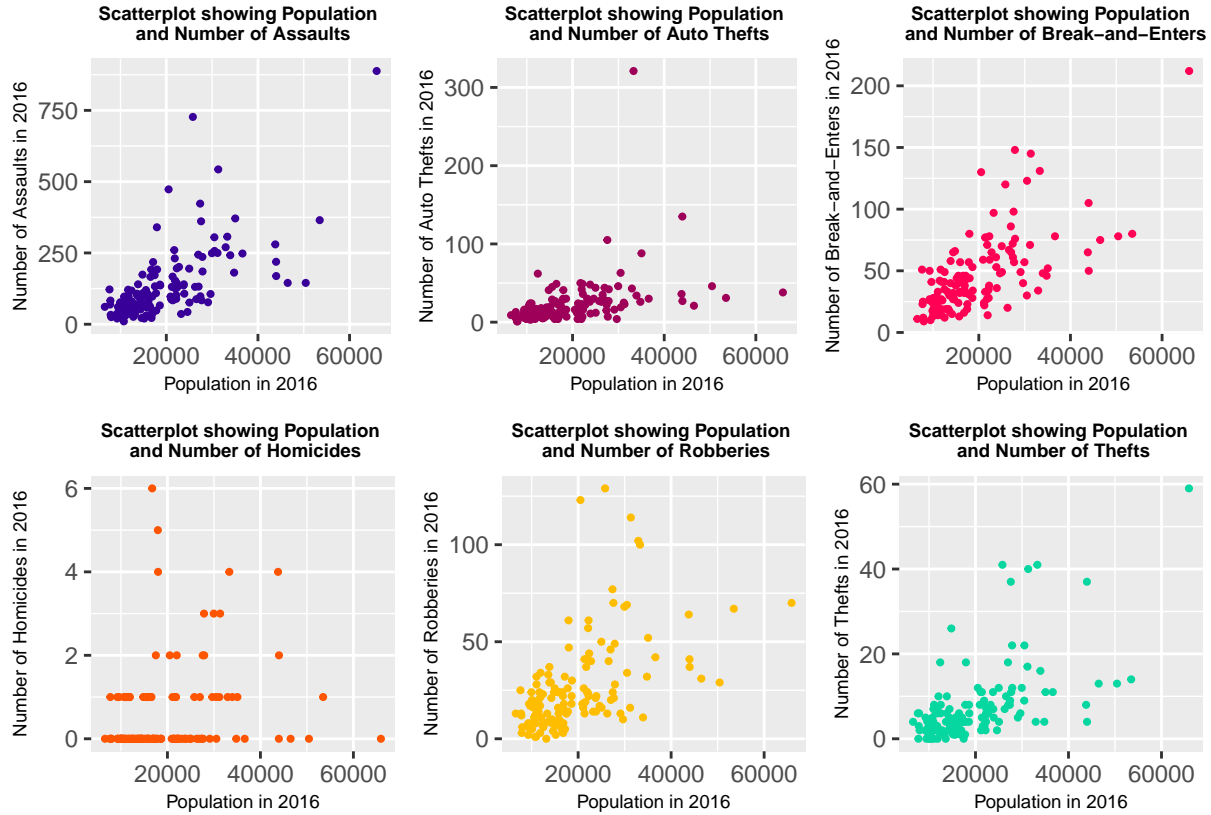 Scatterplot showing Population
and Number of Assaults
Number of Assaults in 2016
750
500
250
0
20000 40000 60000
Population in 2016
Scatterplot showing Population
and Number of Auto Thefts
Number of Auto Thefts in 2016
300
200
100
0
20000 40000 60000
Population in 2016
Scatterplot showing Population
and Number of Break−and−Enters
Number of Break−and−Enters in 2016
200
150
100
50
0
20000 40000 60000
Population in 2016
Scatterplot showing Population
and Number of Homicides
Number of Homicides in 2016
6
4
2
0
20000 40000 60000
Population in 2016
Scatterplot showing Population
and Number of Robberies
Number of Robberies in 2016
100
50
0
20000 40000 60000
Population in 2016
Scatterplot showing Population
and Number of Thefts
Number of Thefts in 2016
60
40
20
0
20000 40000 60000
Population in 2016